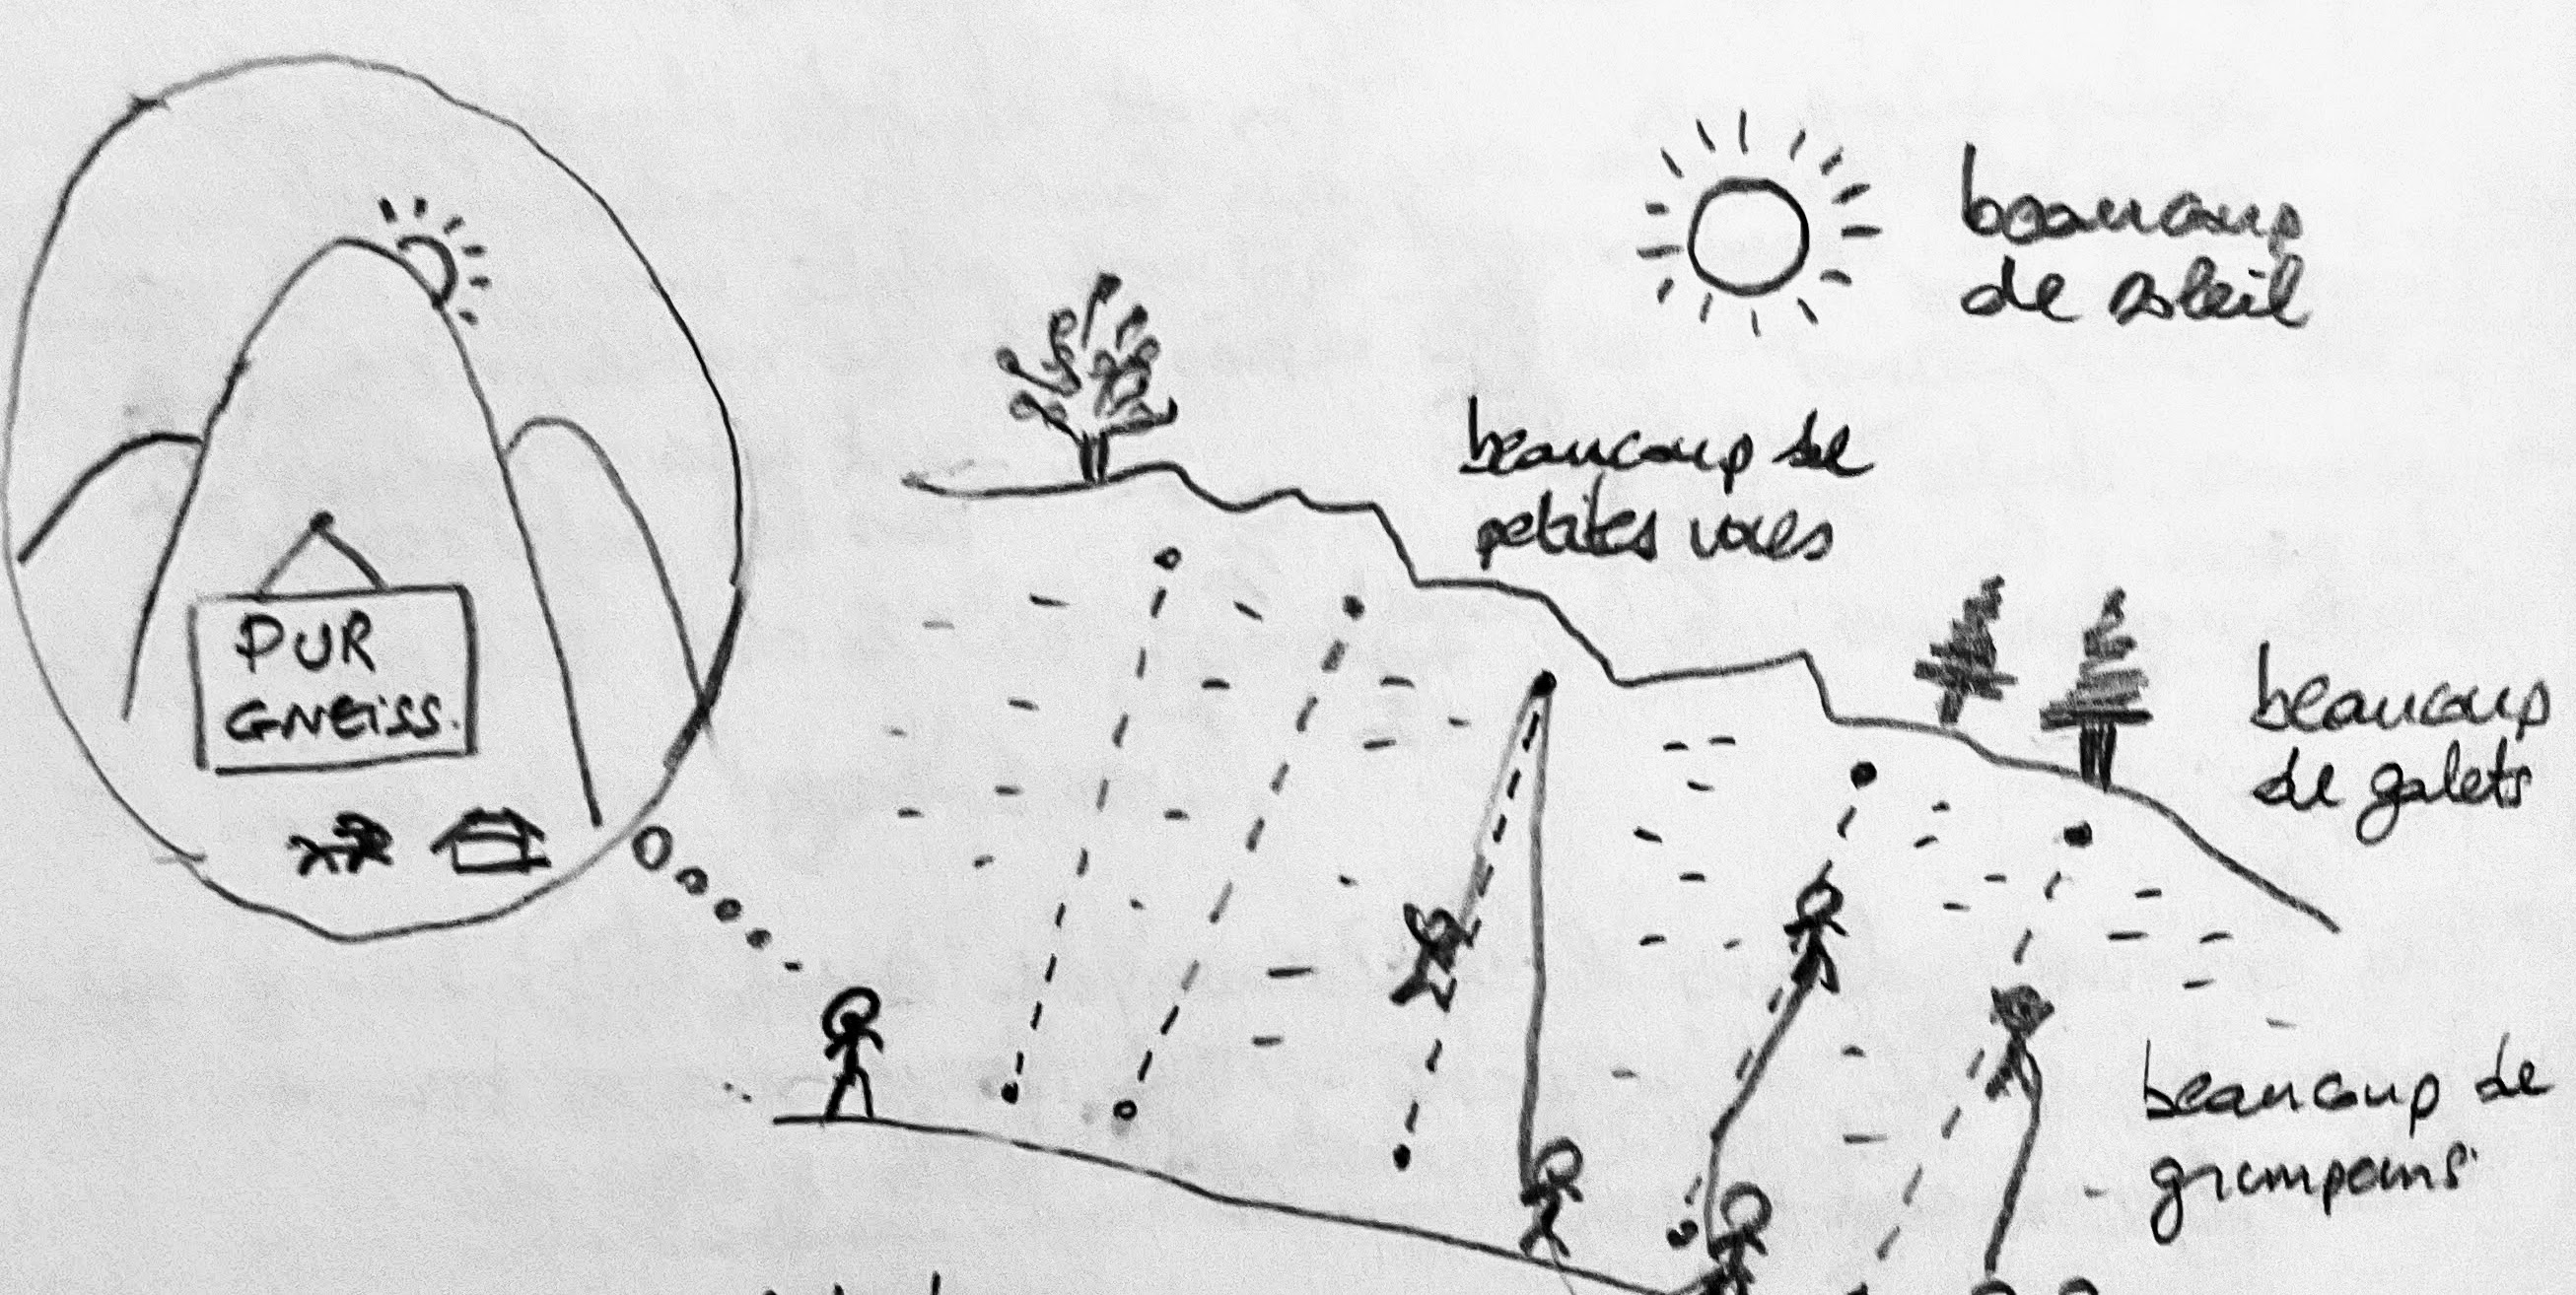 beaucoup
de soleil
beaucoup de
petites voies
PUR
GNEISS.
beaucoup
de galets
beaucoup de
grimpeurs